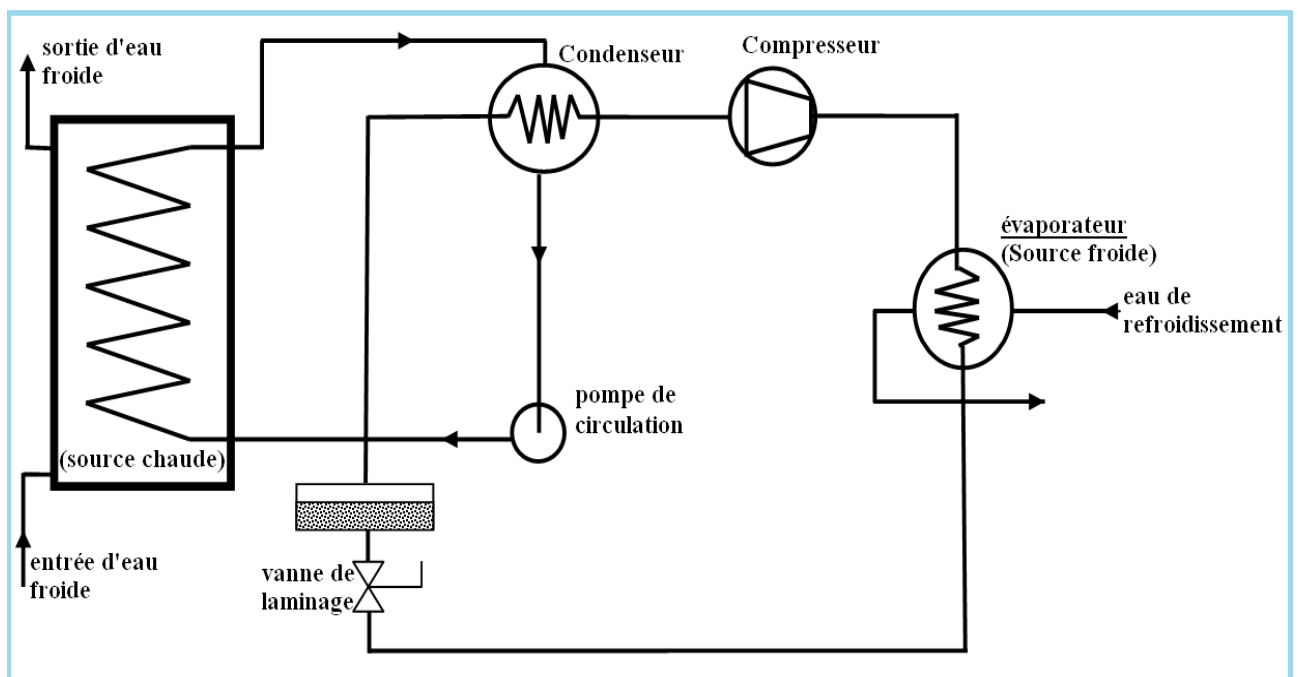 sortie d'eau
froide
Condenseur
Compresseur
évaporateur
(Source froide)
eau de
refroidissement
pompe de
circulation
(source chaude)
entrée d'eau
froide
vanne de
laminage